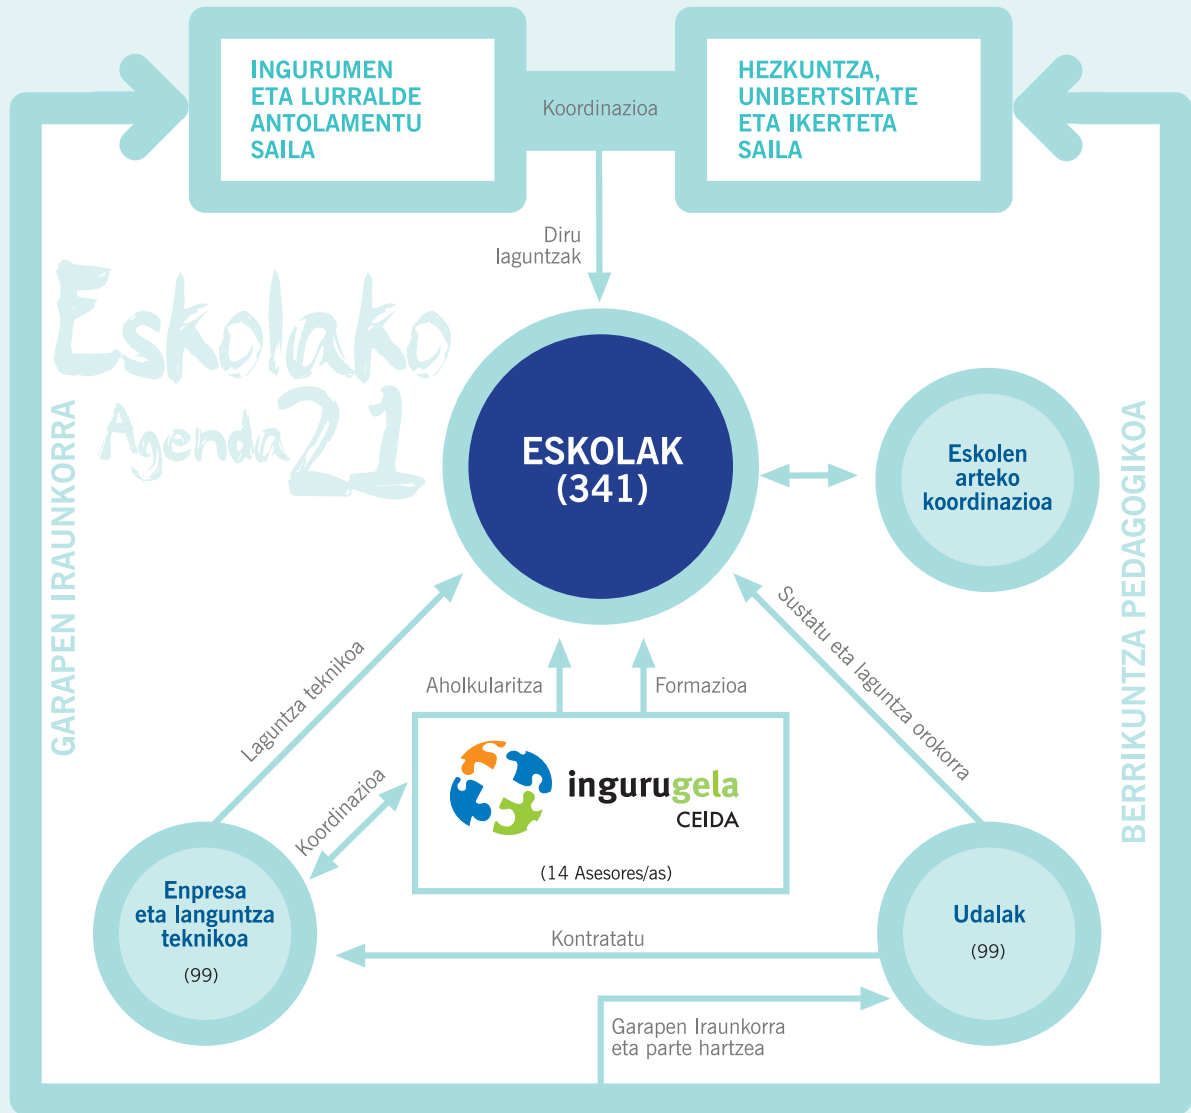 INGURUMEN
ETA LURRALDE
ANTOLAMENTU
SAILA
Koordinazioa
HEZKUNTZA,
UNIBERTSITATE
ETA IKERTETA
SAILA
Diru
laguntzak
Eskolako
Agenda 21
GARAPEN IRAUNKORRA
BERRIKUNTZA PEDAGOGIKOA
ESKOLAK
(341)
Eskolen
arteko
koordinazioa
Laguntza teknikoa
Aholkularitza
Formazioa
Sustatu eta laguntza orokorra
Koordinazioa
ingurugela
CEIDA
(14 Asesores/as)
Enpresa
eta languntza
teknikoa
(99)
Kontratatu
Udalak
(99)
Garapen Iraunkorra
eta parte hartzea